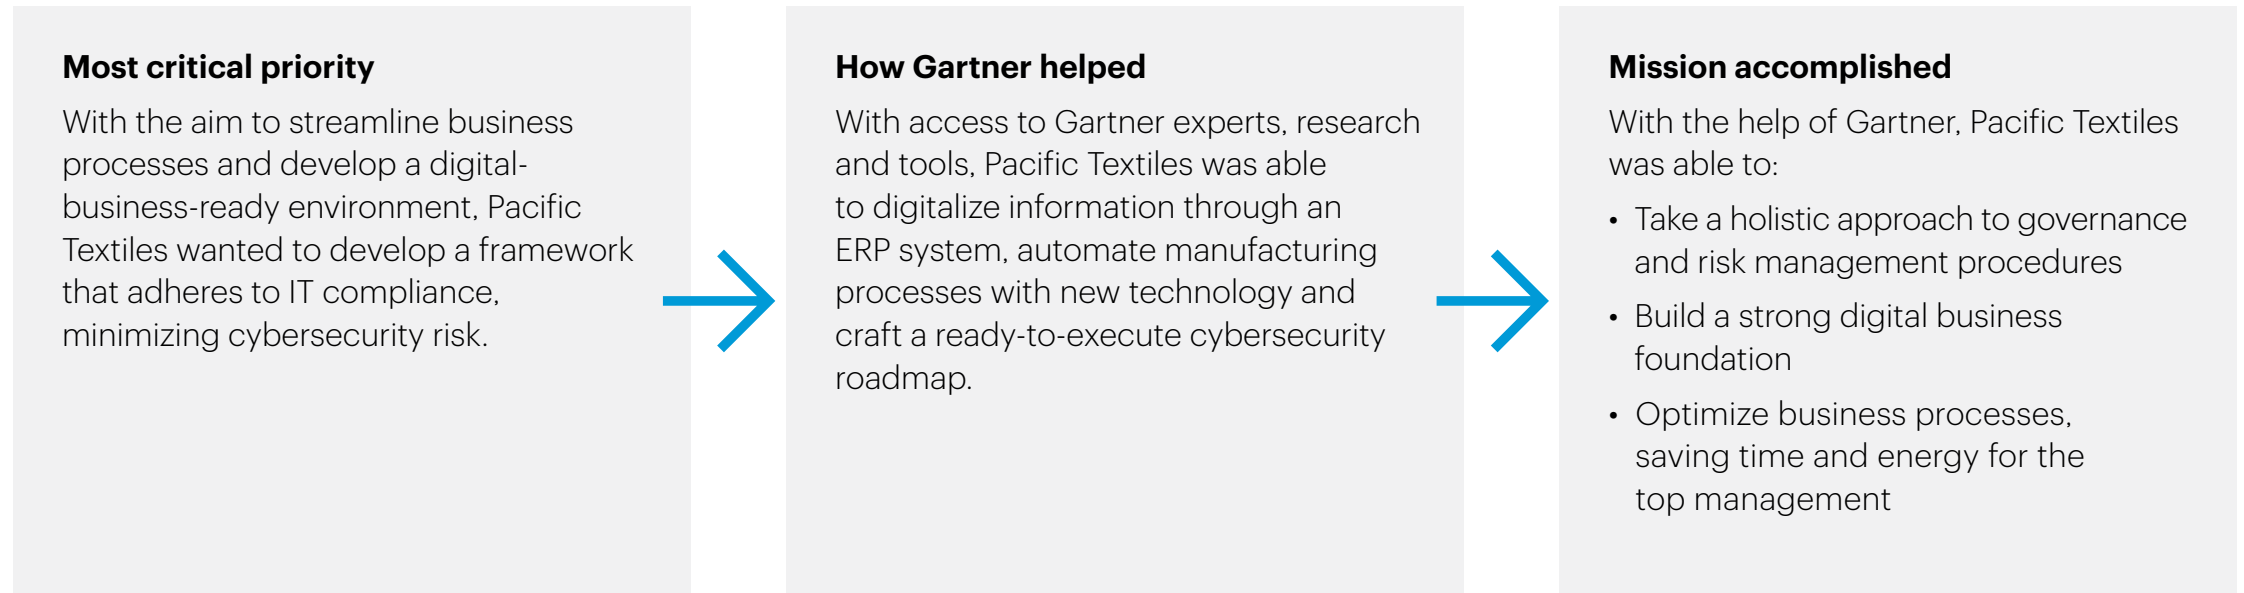 Most critical priority
With the aim to streamline business
processes and develop a digital-
business-ready environment, Pacific
Textiles wanted to develop a framework
that adheres to IT compliance,
minimizing cybersecurity risk.
How Gartner helped
With access to Gartner experts, research
and tools, Pacific Textiles was able
to digitalize information through an
ERP system, automate manufacturing
processes with new technology and
craft a ready-to-execute cybersecurity
roadmap.
Mission accomplished
With the help of Gartner, Pacific Textiles
was able to:
• Take a holistic approach to governance
and risk management procedures
• Build a strong digital business
foundation
• Optimize business processes,
saving time and energy for the
top management